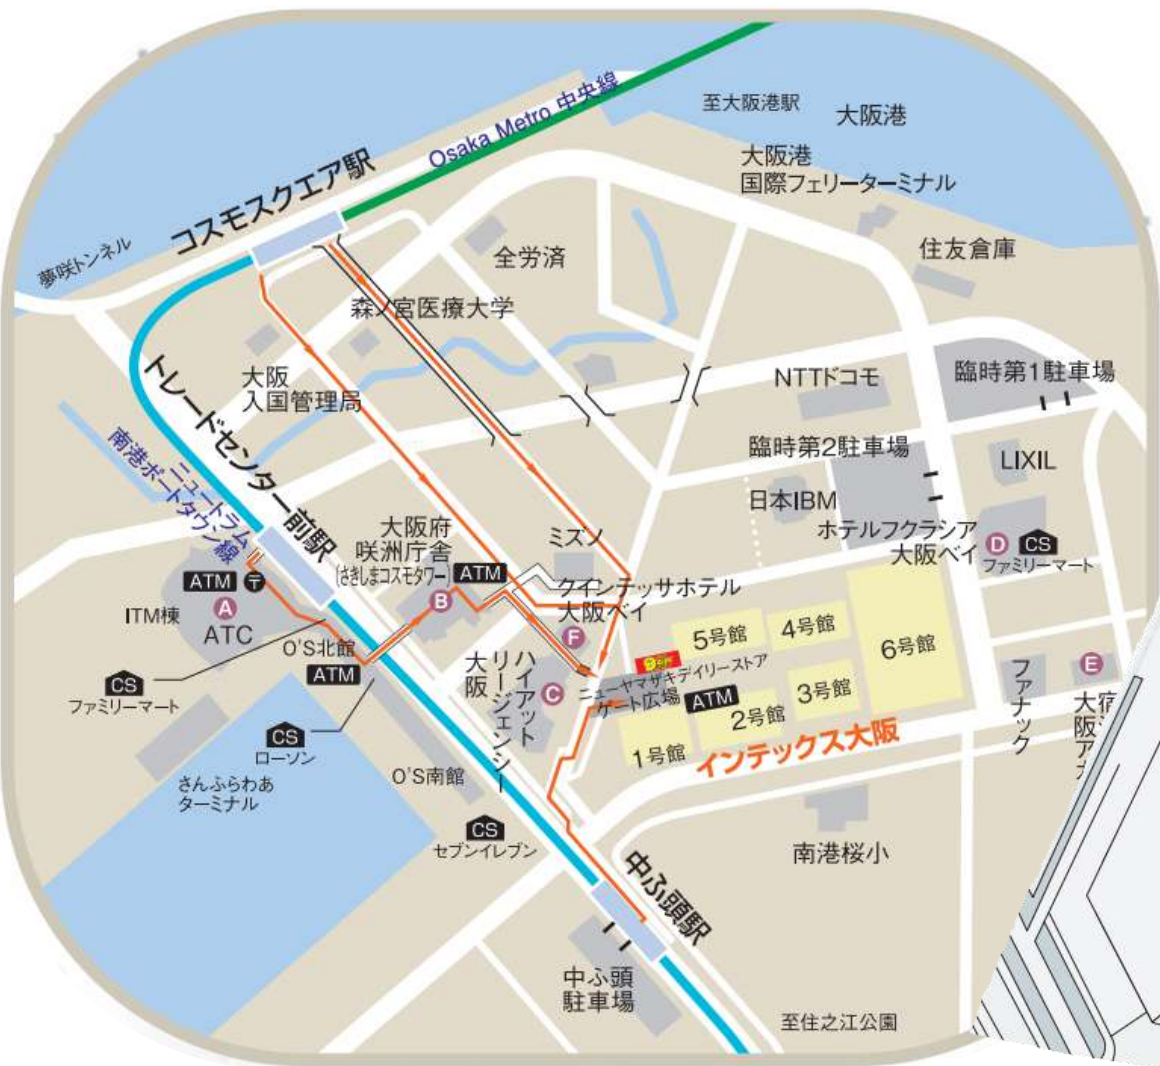 至大阪港駅
大阪港
Osaka Metro 中央線
大阪港
国際フェリーターミナル
コスモスクエア駅
夢咲トンネル
全労済
住友倉庫
森ノ宮医療大学
大阪
入国管理局
NTTドコモ
臨時第1駐車場
トレードセンター前駅
ニュートラム
南港ポートタウン線
臨時第2駐車場
LIXIL
日本IBM
大阪府
咲洲庁舎
(さきしまコスモタワー)
ATM
ミズノ
ホテルフクラシア
大阪ベイ
D
CS
ファミリーマート
ATM
〒
A
ITM棟
ATC
B
クインテッサホテル
大阪ベイ
F
O'S北館
ATM
5号館
4号館
6号館
ニューヤマザキデイリーストア
ゲート広場
ATM
3号館
2号館
1号館
インテックス大阪
ハイアット
リージェンシー
大阪
C
ファナック
E
CS
ファミリーマート
CS
ローソン
さんふらわあ
ターミナル
O'S南館
CS
セブンイレブン
南港桜小
中ふ頭駅
中ふ頭
駐車場
至住之江公園